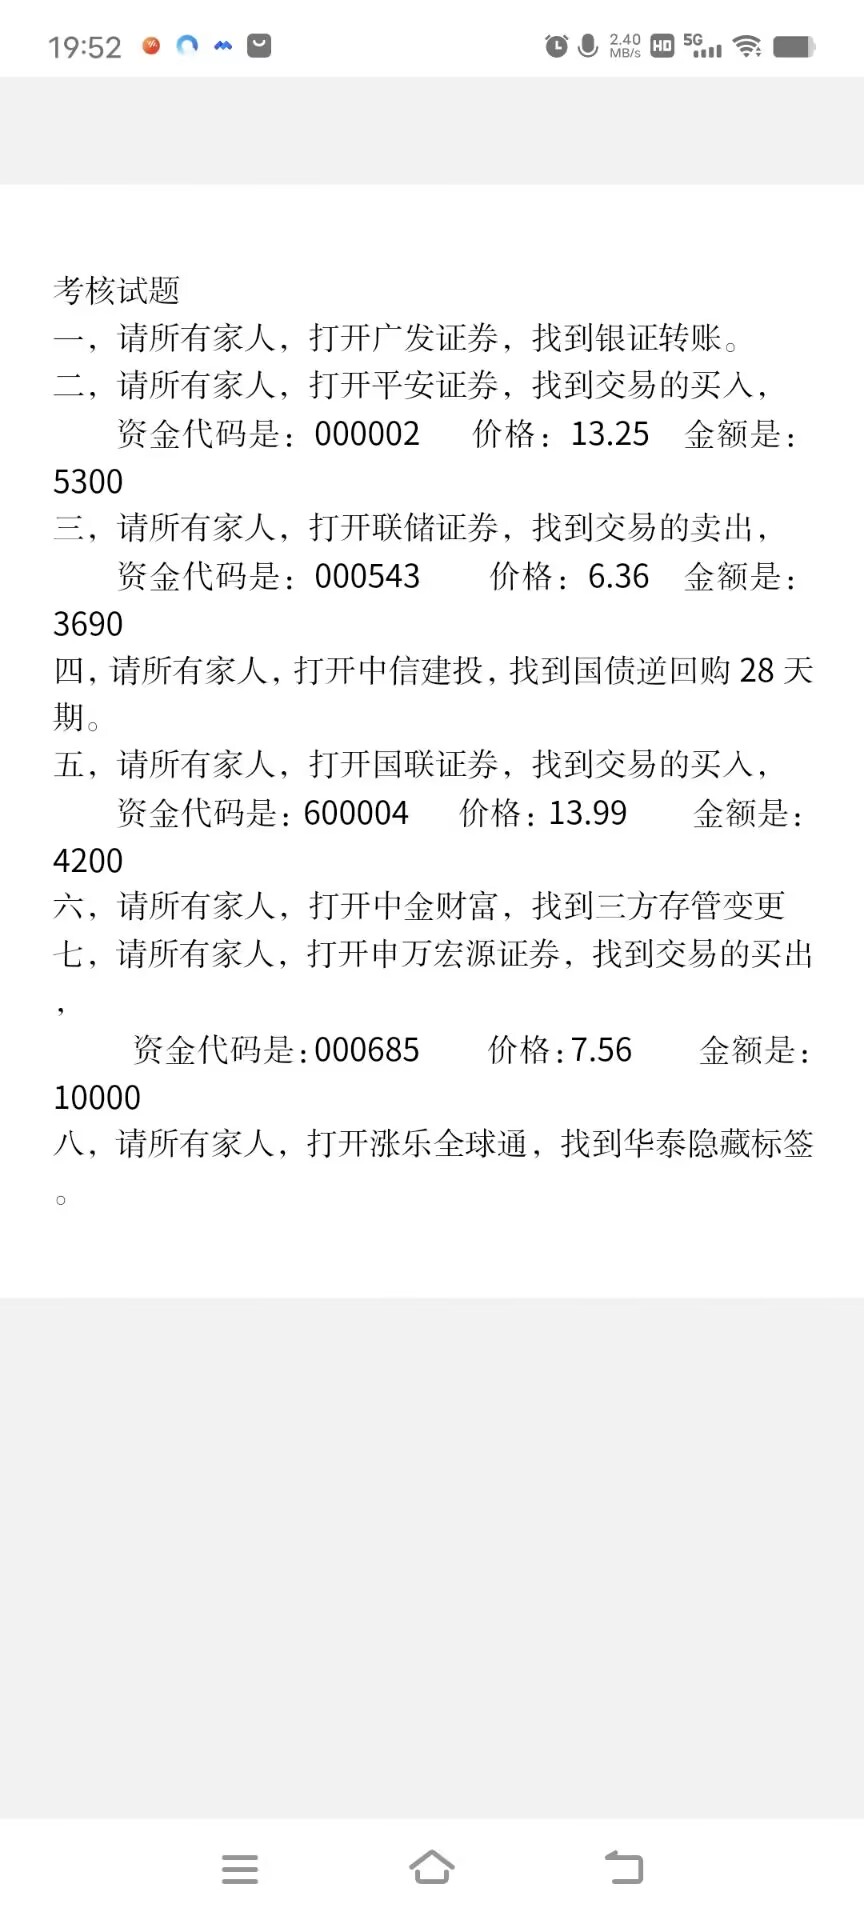 19:52
2.40 MB/s HD 5G
考核试题
一，请所有家人，打开广发证券，找到银证转账。
二，请所有家人，打开平安证券，找到交易的买入，
资金代码是：000002 价格：13.25 金额是：
5300
三，请所有家人，打开联储证券，找到交易的卖出，
资金代码是：000543 价格：6.36 金额是：
3690
四，请所有家人，打开中信建投，找到国债逆回购 28 天
期。
五，请所有家人，打开国联证券，找到交易的买入，
资金代码是：600004 价格：13.99 金额是：
4200
六，请所有家人，打开中金财富，找到三方存管变更
七，请所有家人，打开申万宏源证券，找到交易的买出
，
资金代码是：000685 价格：7.56 金额是：
10000
八，请所有家人，打开涨乐全球通，找到华泰隐藏标签
。